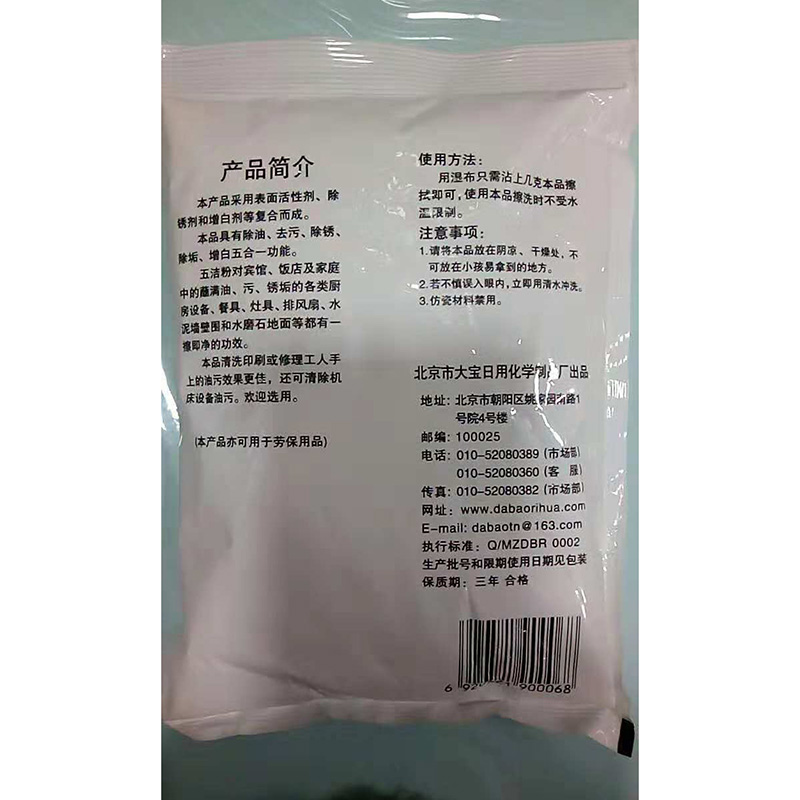 产品简介
本产品采用表面活性剂、除
锈剂和增白剂等复合而成。
本品具有除油、去污、除锈、
除垢、增白五合一功能。
五洁粉对宾馆、饭店及家庭
中的蘸满油、污、锈垢的各类厨
房设备、餐具、灶具、排风扇、水
泥墙壁围和水磨石地面等都有一
擦即净的功效。
本品清洗印刷或修理工人手
上的油污效果更佳，还可清除机
床设备油污。欢迎选用。
(本产品亦可用于劳保用品)
使用方法：
用湿布只需沾上几克本品擦
拭即可，使用本品擦洗时不受水
温限制。
注意事项：
1.请将本品放在阴凉、干燥处，不
可放在小孩易拿到的地方。
2.若不慎误入眼内，立即用清水冲洗。
3.仿瓷材料禁用。
北京市大宝日用化学制品厂出品
地址：北京市朝阳区姚家园南路1
号院4号楼
邮编：100025
电话：010-52080389 (市场部)
010-52080360 (客 服)
传真：010-52080382 (市场部)
网址：www.dabaorihua.com
E-mail: dabaotn@163.com
执行标准：Q/MZDBR 0002
生产批号和限期使用日期见包装
保质期：三年 合格
900068